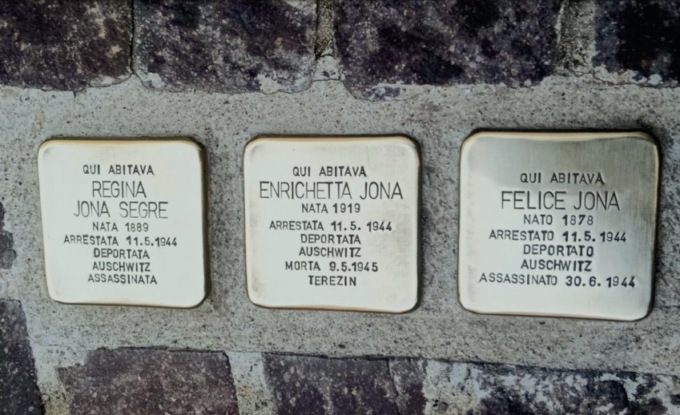 QUI ABITAVA
REGINA
JONA SEGRE
NATA 1889
ARRESTATA 11.5.1944
DEPORTATA
AUSCHWITZ
ASSASSINATA
QUI ABITAVA
ENRICHETTA JONA
NATA 1919
ARRESTATA 11.5.1944
DEPORTATA
AUSCHWITZ
MORTA 9.5.1945
TEREZIN
QUI ABITAVA
FELICE JONA
NATO 1878
ARRESTATO 11.5.1944
DEPORTATO
AUSCHWITZ
ASSASSINATO 30.6.1944